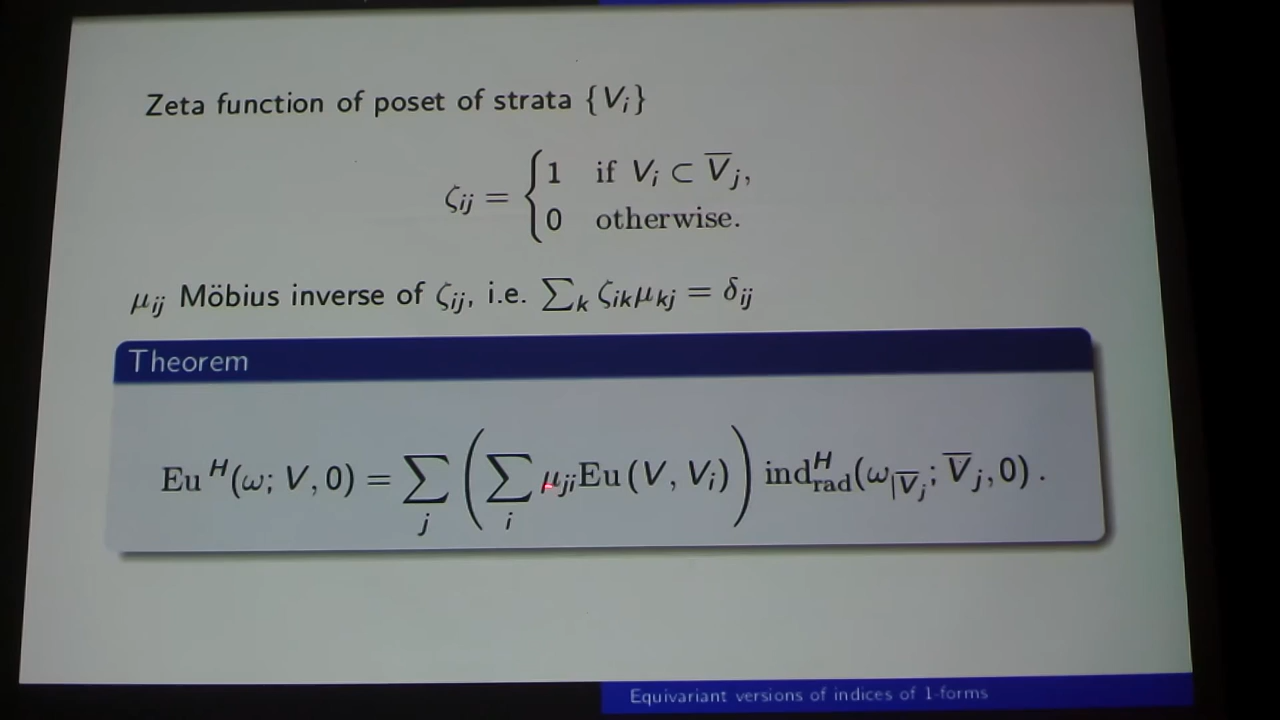 Zeta function of poset of strata {V_i}
ζ_ij = { 1 if V_i ⊂ V̅_j,
0 otherwise.
μ_ij Möbius inverse of ζ_ij, i.e. ∑_k ζ_ik μ_kj = δ_ij
Theorem
Eu^H(ω; V, 0) = ∑_j (∑_i μ_ji Eu(V, V_i)) ind^H_rad(ω_|V̅_j; V̅_j, 0).
Equivariant versions of indices of 1-forms